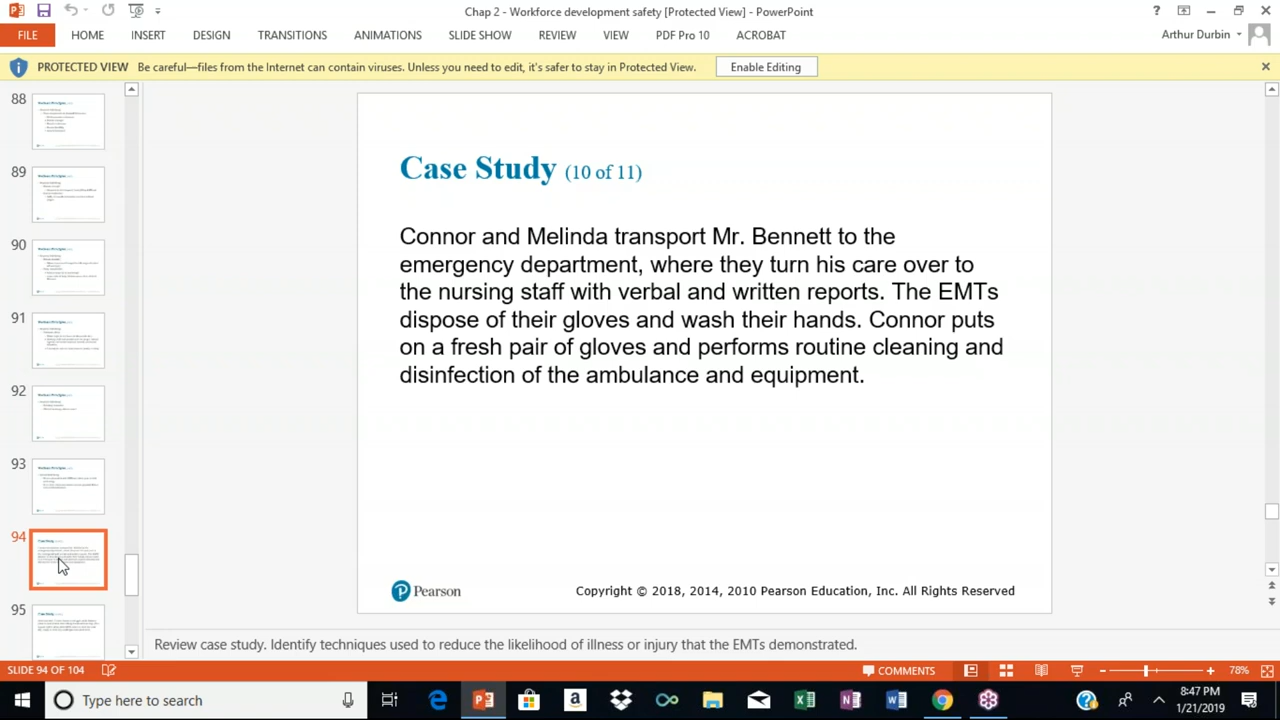 Chap 2 - Workforce development safety [Protected View] - PowerPoint
?
FILE HOME INSERT DESIGN TRANSITIONS ANIMATIONS SLIDE SHOW REVIEW VIEW PDF Pro 10 ACROBAT
Arthur Durbin
PROTECTED VIEW Be careful—files from the Internet can contain viruses. Unless you need to edit, it's safer to stay in Protected View. Enable Editing
88
89
90
91
92
93
94
95
Case Study (10 of 11)
Connor and Melinda transport Mr. Bennett to the
emergency department, where they turn his care over to
the nursing staff with verbal and written reports. The EMTs
dispose of their gloves and wash their hands. Connor puts
on a fresh pair of gloves and performs routine cleaning and
disinfection of the ambulance and equipment.
Pearson
Copyright © 2018, 2014, 2010 Pearson Education, Inc. All Rights Reserved
Review case study. Identify techniques used to reduce the likelihood of illness or injury that the EMTs demonstrated.
SLIDE 94 OF 104
COMMENTS
78%
Type here to search
8:47 PM
1/21/2019